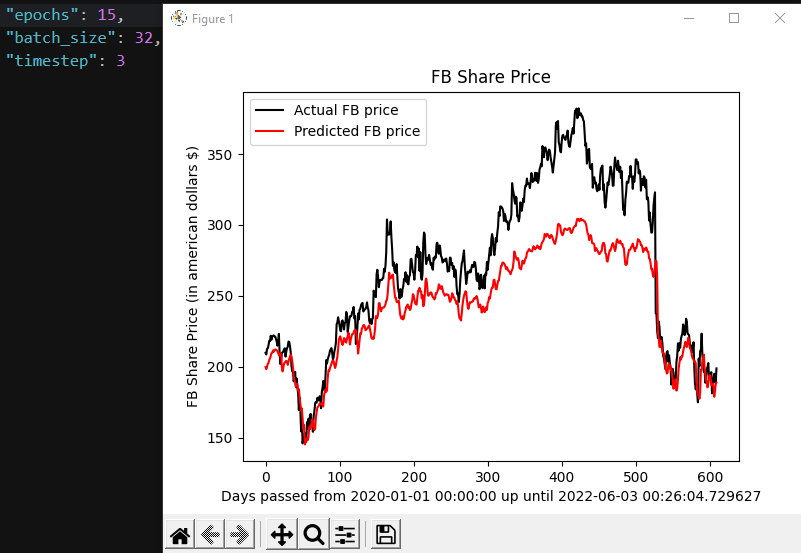 "epochs": 15,
"batch_size": 32,
"timestep": 3
Figure 1
FB Share Price
Actual FB price
Predicted FB price
FB Share Price (in american dollars $)
350
300
250
200
150
0 100 200 300 400 500 600
Days passed from 2020-01-01 00:00:00 up until 2022-06-03 00:26:04.729627